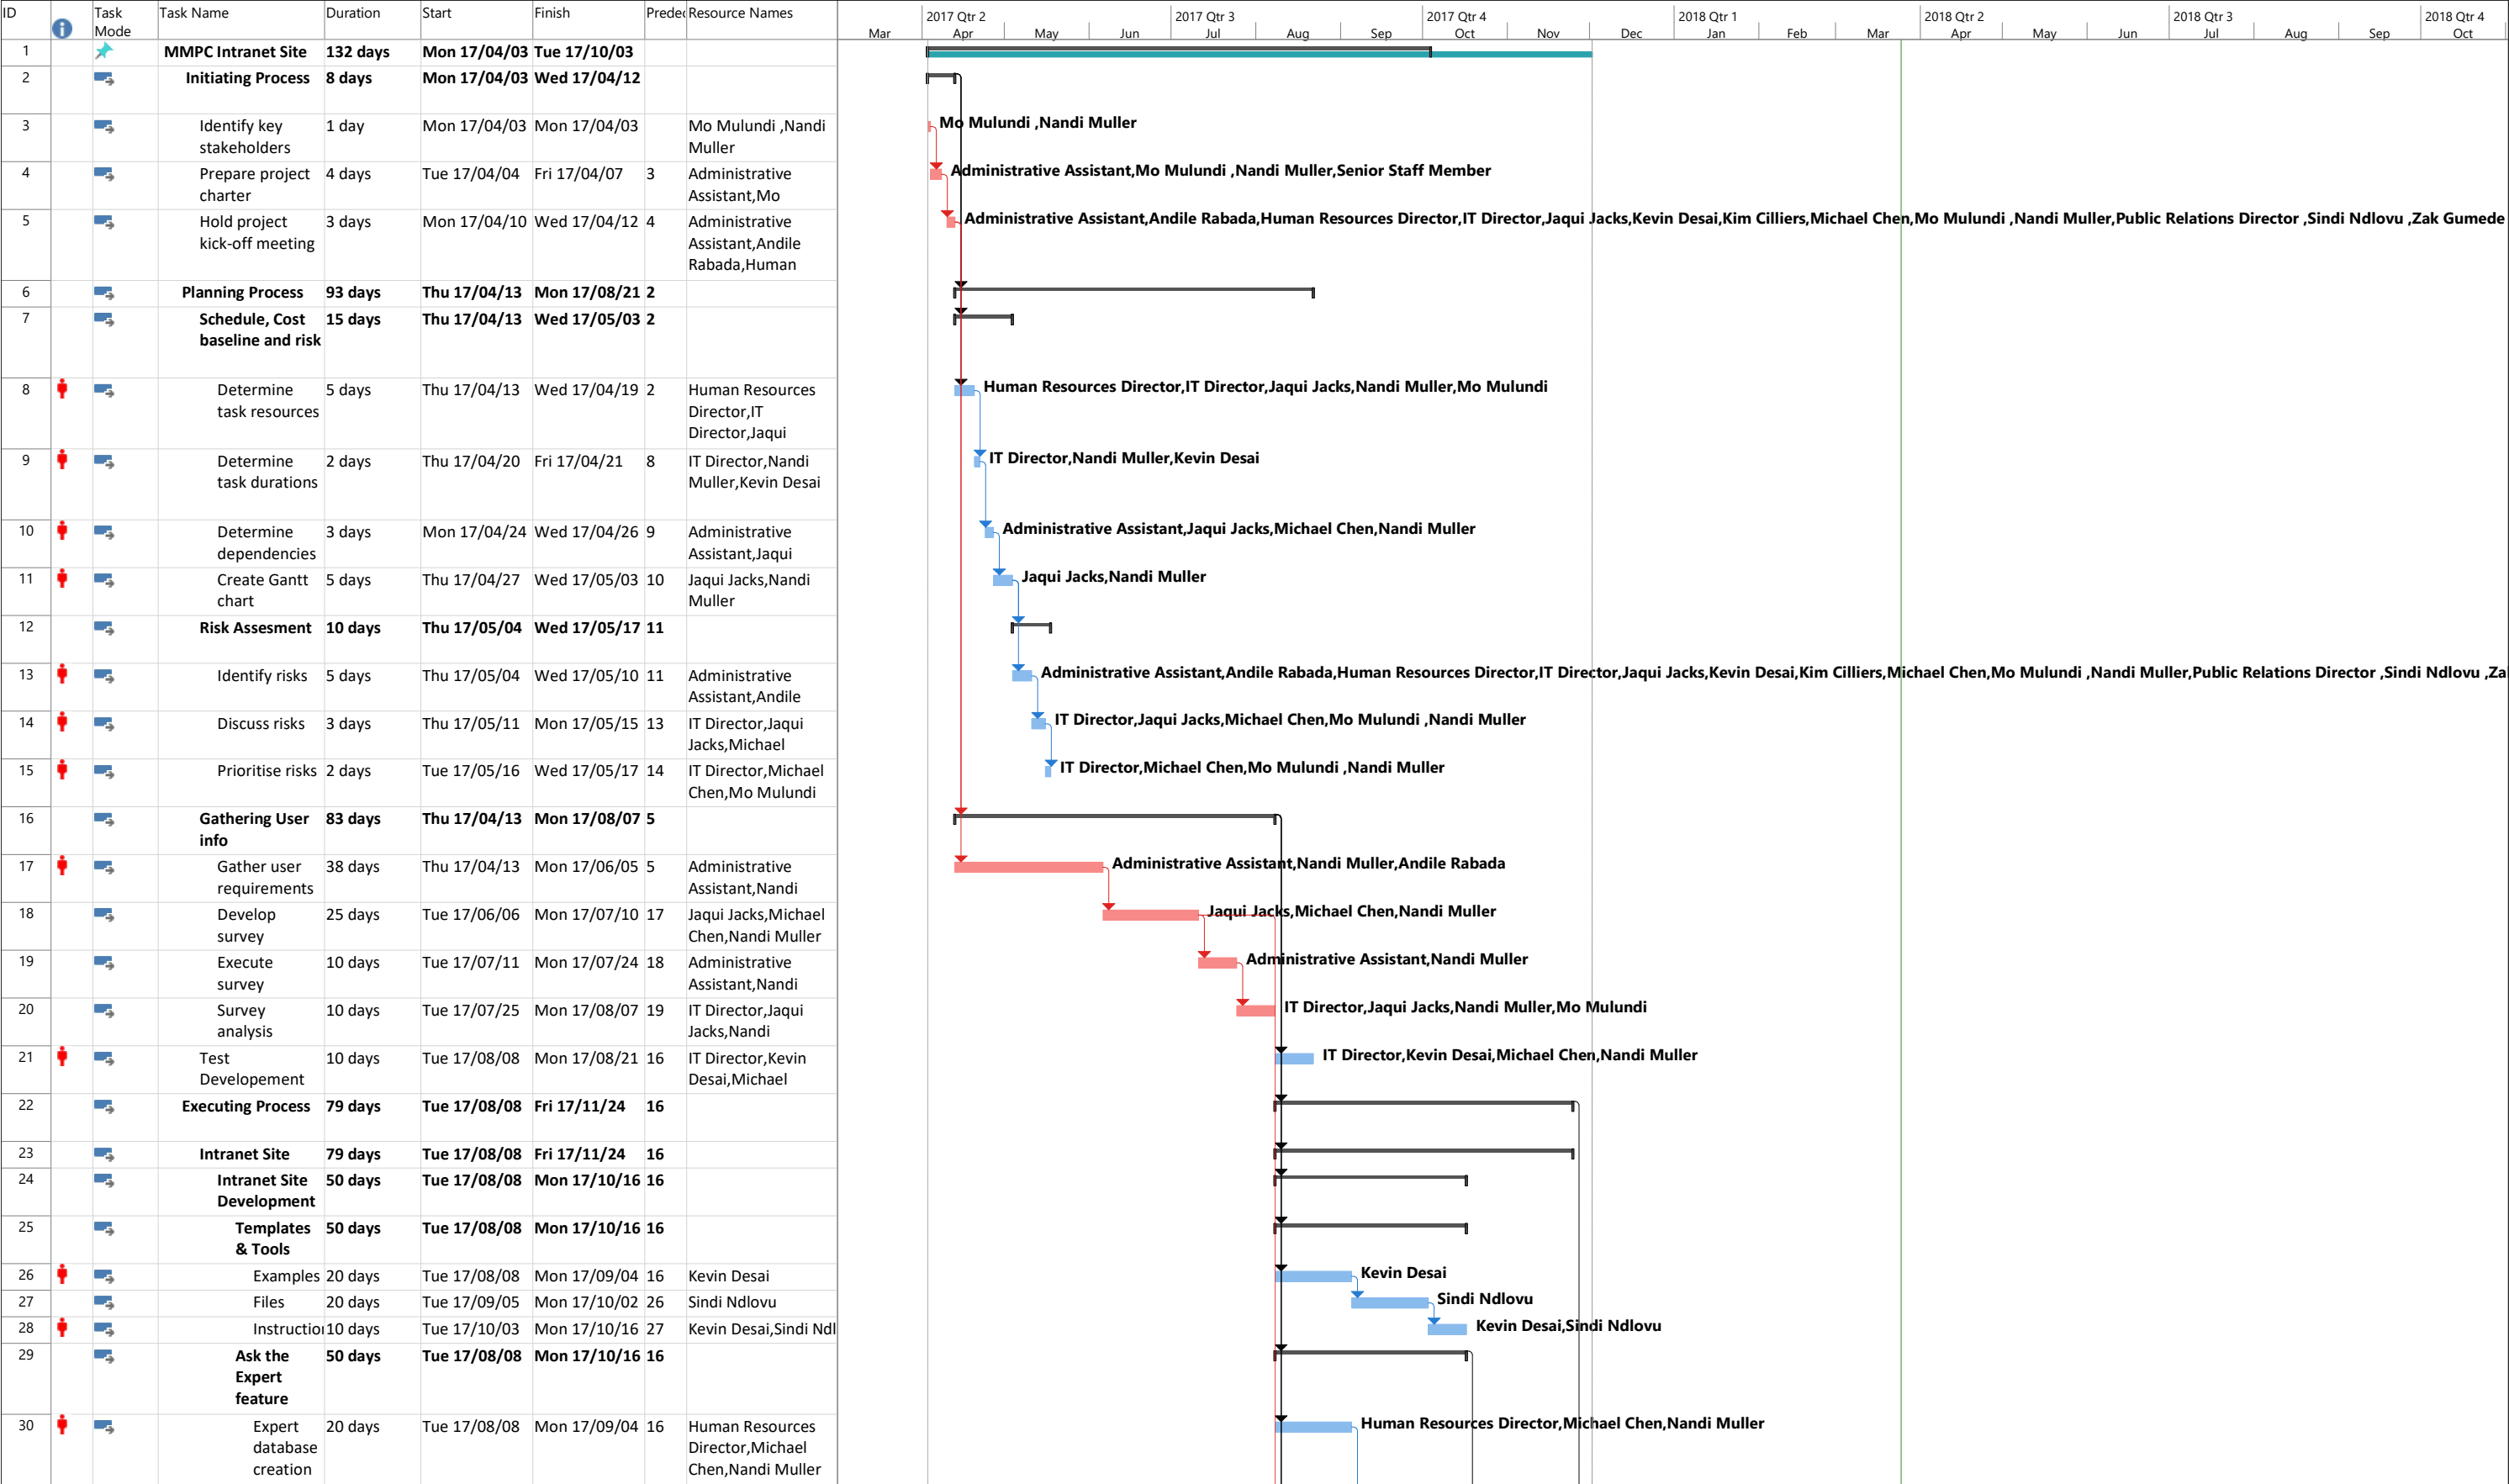 ID Task Mode Task Name Duration Start Finish Predec Resource Names
2017 Qtr 2 2017 Qtr 3 2017 Qtr 4 2018 Qtr 1 2018 Qtr 2 2018 Qtr 3 2018 Qtr 4
Mar Apr May Jun Jul Aug Sep Oct Nov Dec Jan Feb Mar Apr May Jun Jul Aug Sep Oct
1 MMPC Intranet Site 132 days Mon 17/04/03 Tue 17/10/03
2 Initiating Process 8 days Mon 17/04/03 Wed 17/04/12
3 Identify key 1 day Mon 17/04/03 Mon 17/04/03 Mo Mulundi ,Nandi
stakeholders Muller
Mo Mulundi ,Nandi Muller
4 Prepare project 4 days Tue 17/04/04 Fri 17/04/07 3 Administrative
charter Assistant,Mo
Administrative Assistant,Mo Mulundi ,Nandi Muller,Senior Staff Member
5 Hold project 3 days Mon 17/04/10 Wed 17/04/12 4 Administrative
kick-off meeting Assistant,Andile
Rabada,Human
Administrative Assistant,Andile Rabada,Human Resources Director,IT Director,Jaqui Jacks,Kevin Desai,Kim Cilliers,Michael Chen,Mo Mulundi ,Nandi Muller,Public Relations Director ,Sindi Ndlovu ,Zak Gumede
6 Planning Process 93 days Thu 17/04/13 Mon 17/08/21 2
7 Schedule, Cost 15 days Thu 17/04/13 Wed 17/05/03 2
baseline and risk
8 Determine 5 days Thu 17/04/13 Wed 17/04/19 2 Human Resources
task resources Director,IT
Director,Jaqui
Human Resources Director,IT Director,Jaqui Jacks,Nandi Muller,Mo Mulundi
9 Determine 2 days Thu 17/04/20 Fri 17/04/21 8 IT Director,Nandi
task durations Muller,Kevin Desai
IT Director,Nandi Muller,Kevin Desai
10 Determine 3 days Mon 17/04/24 Wed 17/04/26 9 Administrative
dependencies Assistant,Jaqui
Administrative Assistant,Jaqui Jacks,Michael Chen,Nandi Muller
11 Create Gantt 5 days Thu 17/04/27 Wed 17/05/03 10 Jaqui Jacks,Nandi
chart Muller
Jaqui Jacks,Nandi Muller
12 Risk Assesment 10 days Thu 17/05/04 Wed 17/05/17 11
13 Identify risks 5 days Thu 17/05/04 Wed 17/05/10 11 Administrative
Assistant,Andile
Administrative Assistant,Andile Rabada,Human Resources Director,IT Director,Jaqui Jacks,Kevin Desai,Kim Cilliers,Michael Chen,Mo Mulundi ,Nandi Muller,Public Relations Director ,Sindi Ndlovu ,Za
14 Discuss risks 3 days Thu 17/05/11 Mon 17/05/15 13 IT Director,Jaqui
Jacks,Michael
IT Director,Jaqui Jacks,Michael Chen,Mo Mulundi ,Nandi Muller
15 Prioritise risks 2 days Tue 17/05/16 Wed 17/05/17 14 IT Director,Michael
Chen,Mo Mulundi
IT Director,Michael Chen,Mo Mulundi ,Nandi Muller
16 Gathering User 83 days Thu 17/04/13 Mon 17/08/07 5
info
17 Gather user 38 days Thu 17/04/13 Mon 17/06/05 5 Administrative
requirements Assistant,Nandi
Administrative Assistant,Nandi Muller,Andile Rabada
18 Develop 25 days Tue 17/06/06 Mon 17/07/10 17 Jaqui Jacks,Michael
survey Chen,Nandi Muller
Jaqui Jacks,Michael Chen,Nandi Muller
19 Execute 10 days Tue 17/07/11 Mon 17/07/24 18 Administrative
survey Assistant,Nandi
Administrative Assistant,Nandi Muller
20 Survey 10 days Tue 17/07/25 Mon 17/08/07 19 IT Director,Jaqui
analysis Jacks,Nandi
IT Director,Jaqui Jacks,Nandi Muller,Mo Mulundi
21 Test 10 days Tue 17/08/08 Mon 17/08/21 16 IT Director,Kevin
Developement Desai,Michael
IT Director,Kevin Desai,Michael Chen,Nandi Muller
22 Executing Process 79 days Tue 17/08/08 Fri 17/11/24 16
23 Intranet Site 79 days Tue 17/08/08 Fri 17/11/24 16
24 Intranet Site 50 days Tue 17/08/08 Mon 17/10/16 16
Development
25 Templates 50 days Tue 17/08/08 Mon 17/10/16 16
& Tools
26 Examples 20 days Tue 17/08/08 Mon 17/09/04 16 Kevin Desai
Kevin Desai
27 Files 20 days Tue 17/09/05 Mon 17/10/02 26 Sindi Ndlovu
Sindi Ndlovu
28 Instruction 10 days Tue 17/10/03 Mon 17/10/16 27 Kevin Desai,Sindi Ndl
Kevin Desai,Sindi Ndlovu
29 Ask the 50 days Tue 17/08/08 Mon 17/10/16 16
Expert
feature
30 Expert 20 days Tue 17/08/08 Mon 17/09/04 16 Human Resources
database Director,Michael
creation Chen,Nandi Muller
Human Resources Director,Michael Chen,Nandi Muller